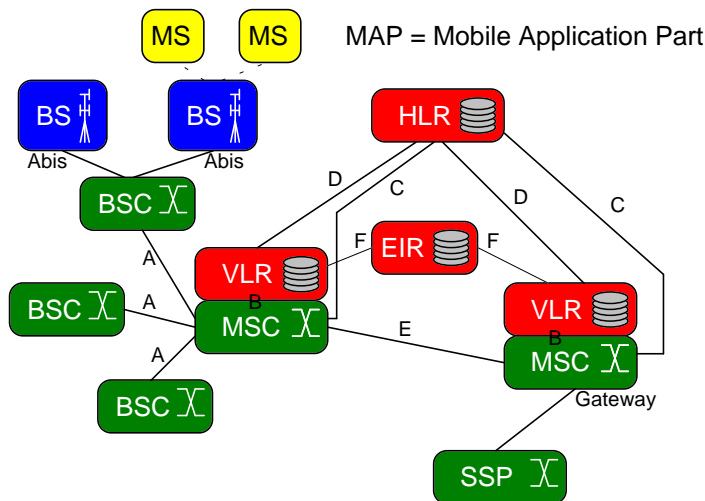 MS
MS
MAP = Mobile Application Part
BS
BS
HLR
Abis
Abis
D
C
BSC
D
C
A
F
EIR
F
VLR
B
VLR
BSC
A
MSC
E
B
MSC
A
BSC
Gateway
SSP